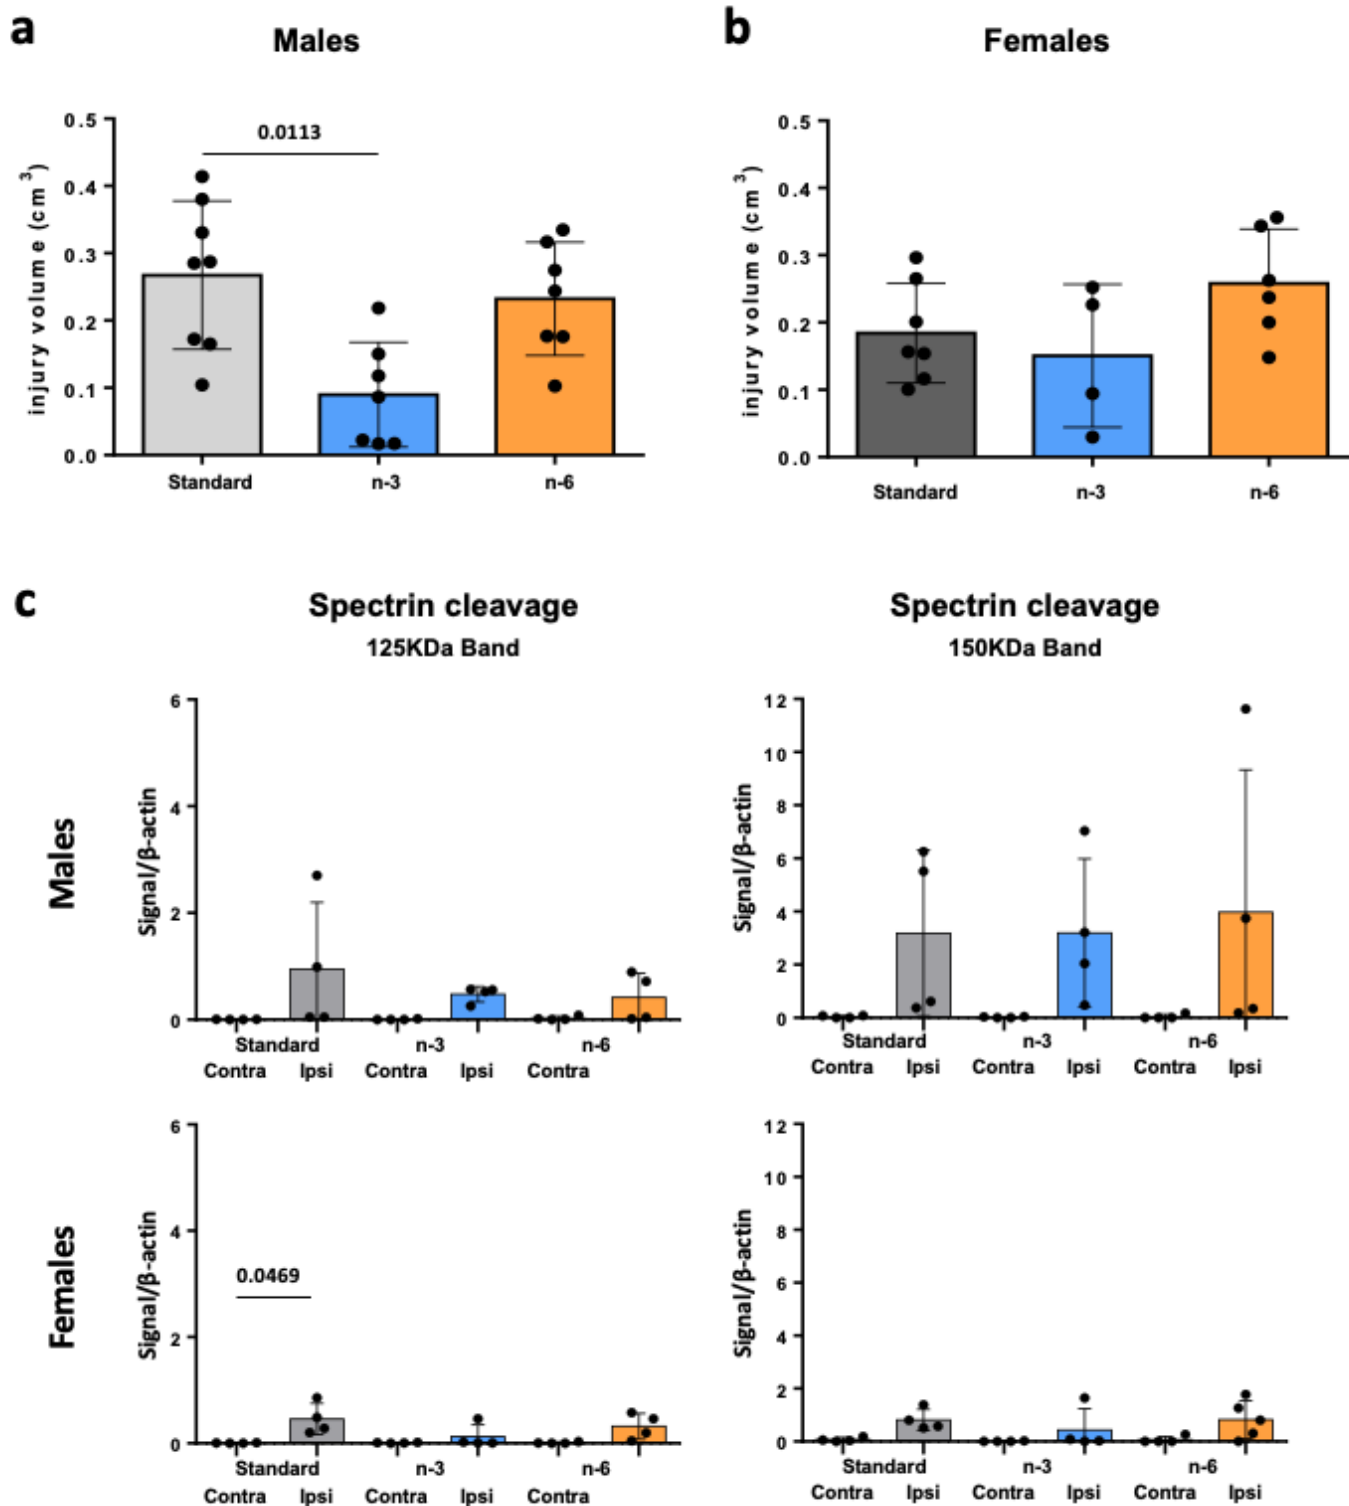 a
Males
b
Females
injury volume (cm³)
0.5
0.4
0.3
0.2
0.1
0.0
0.0113
Standard n-3 n-6
injury volume (cm³)
0.5
0.4
0.3
0.2
0.1
0.0
Standard n-3 n-6
c
Spectrin cleavage
125KDa Band
Spectrin cleavage
150KDa Band
Males
Signal/β-actin
6
4
2
0
Standard n-3 n-6
Contra Ipsi Contra Ipsi Contra
Signal/β-actin
12
10
8
6
4
2
0
Standard n-3 n-6
Contra Ipsi Contra Ipsi Contra Ipsi
Females
Signal/β-actin
6
4
2
0
0.0469
Standard n-3 n-6
Contra Ipsi Contra Ipsi Contra
Signal/β-actin
12
10
8
6
4
2
0
Standard n-3 n-6
Contra Ipsi Contra Ipsi Contra Ipsi